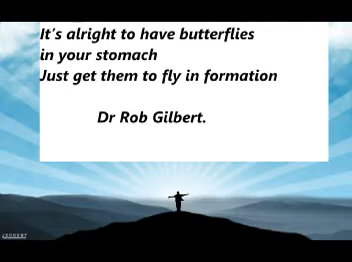 It's alright to have butterflies
in your stomach
Just get them to fly in formation
Dr Rob Gilbert.